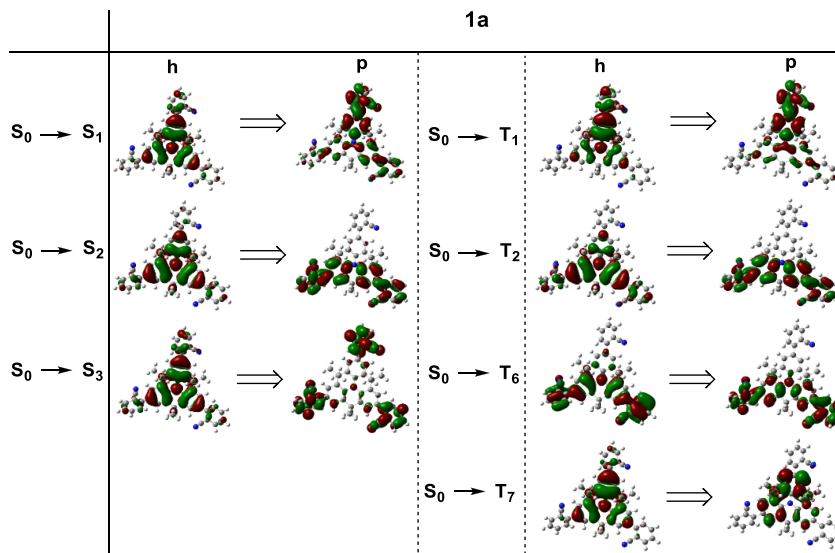 1a
h p h p
S0 → S1 S0 → T1
S0 → S2 S0 → T2
S0 → S3 S0 → T6
S0 → T7